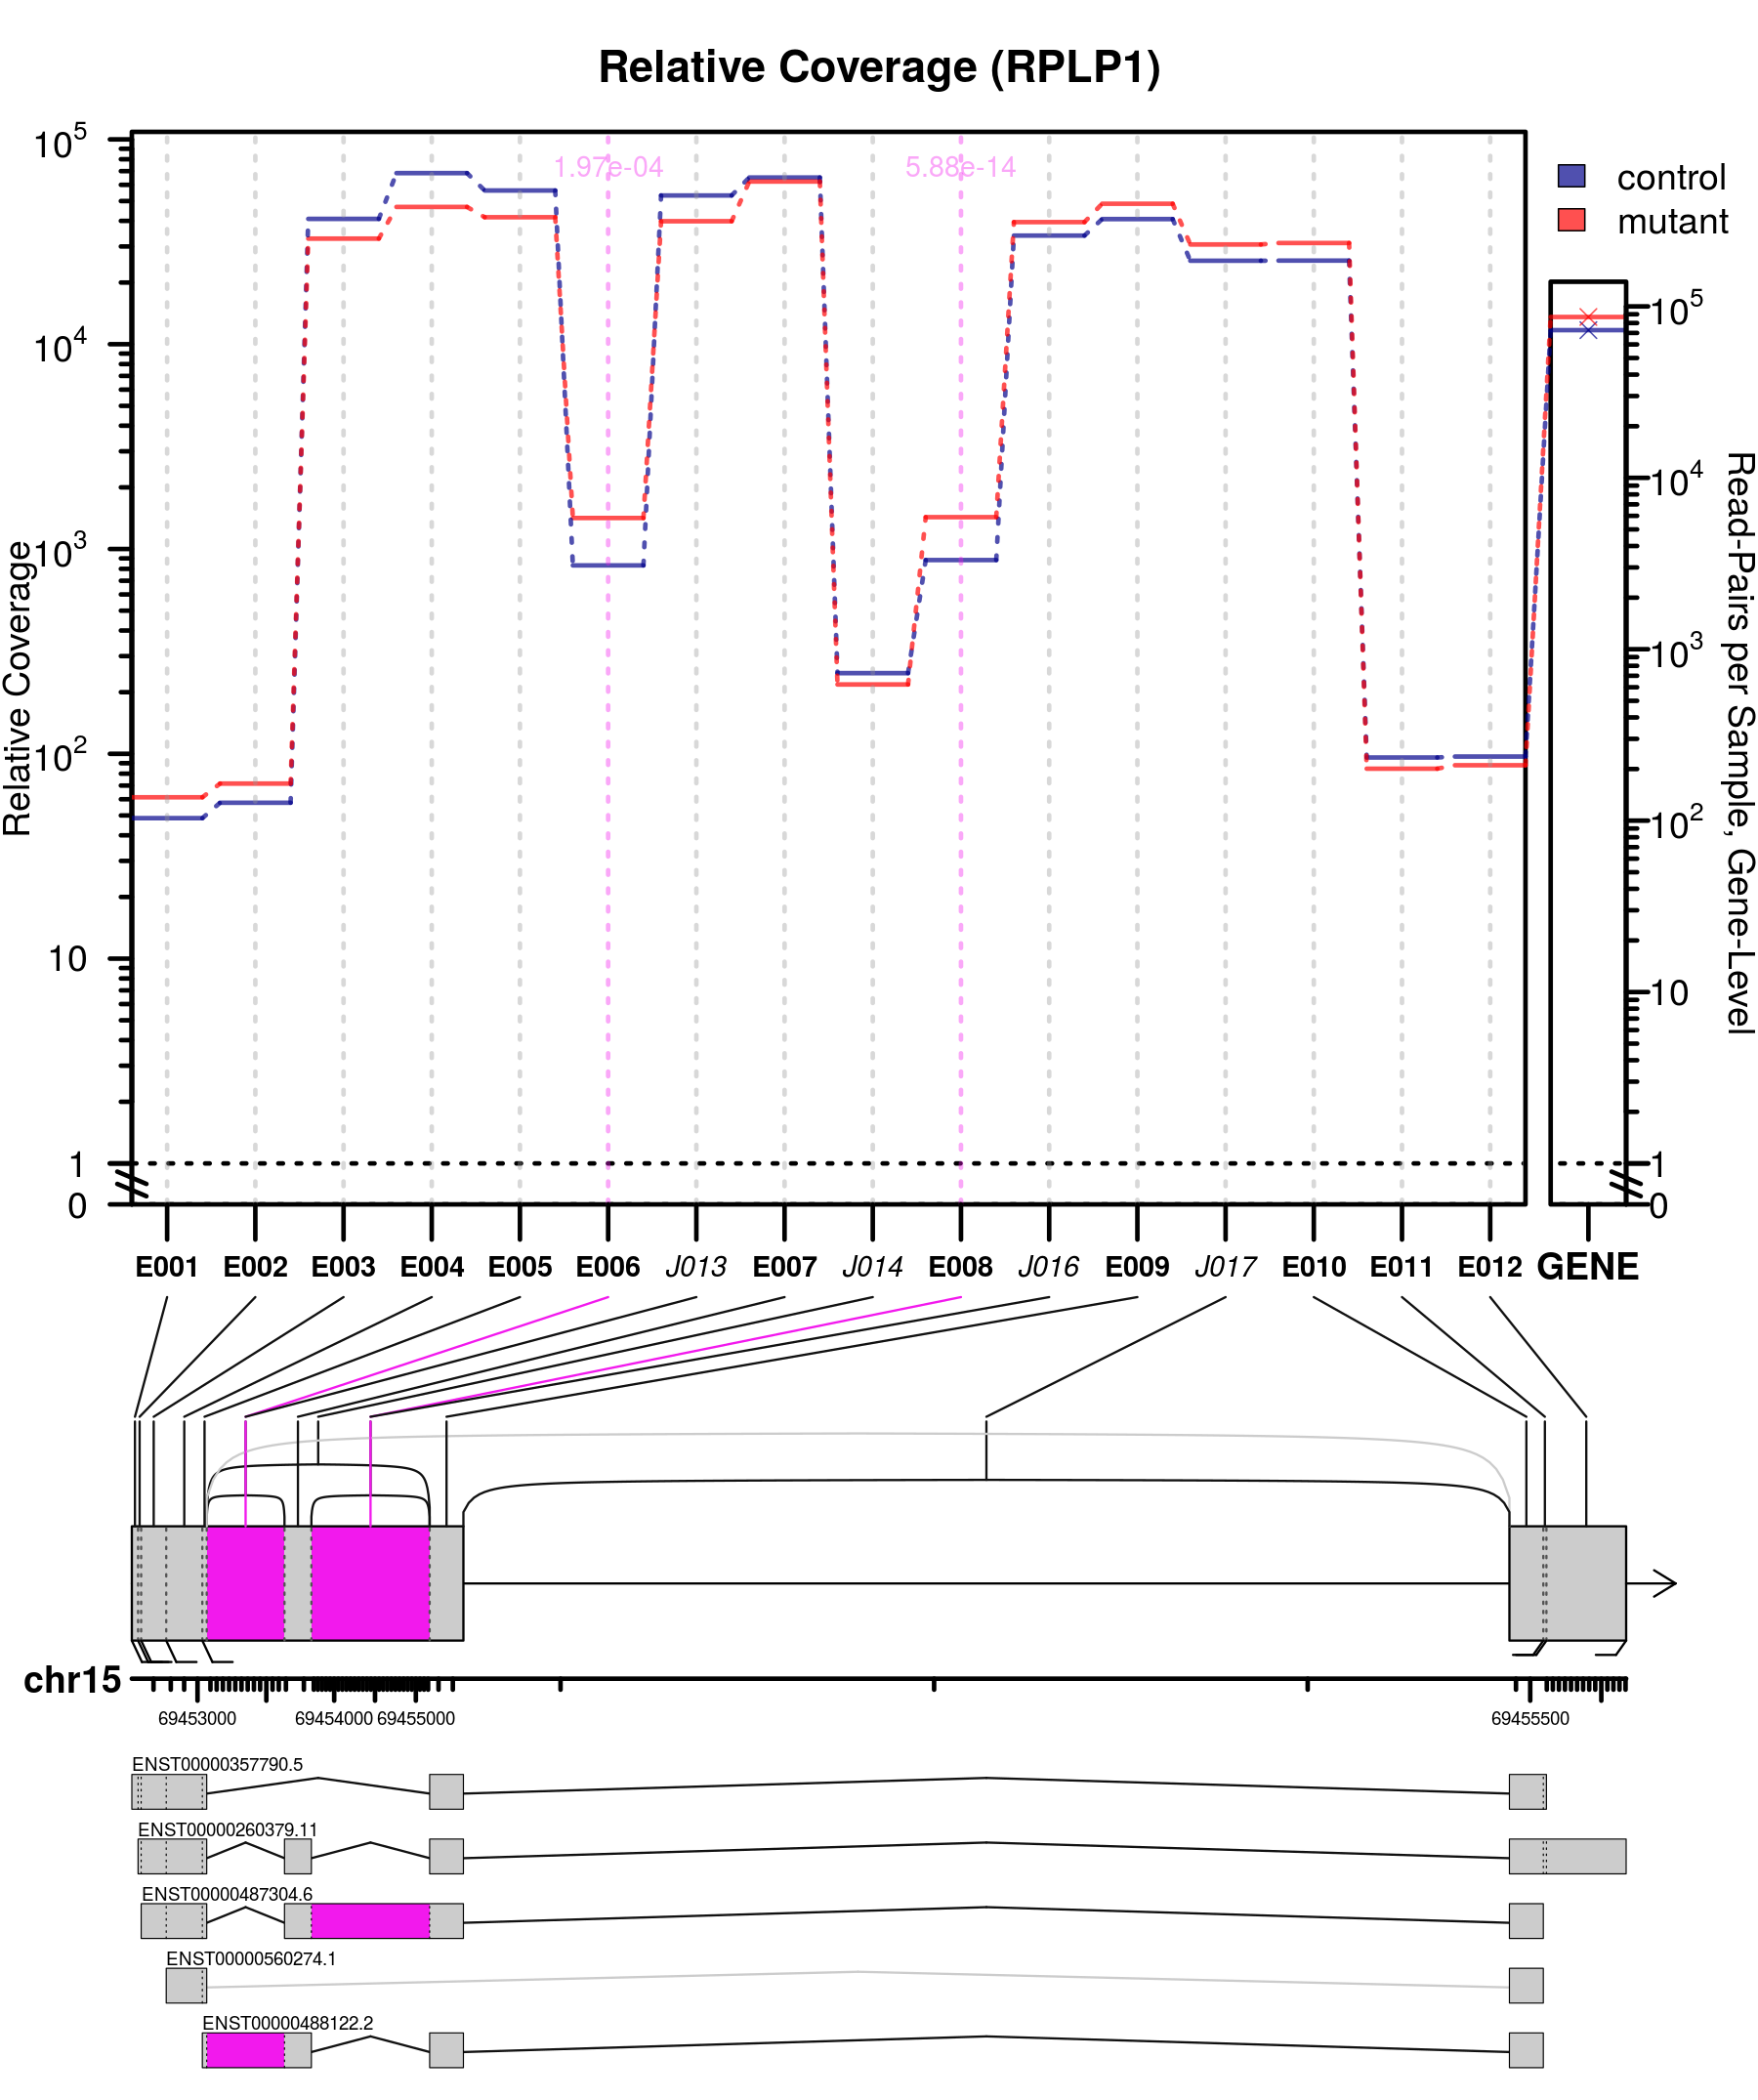 Relative Coverage (RPLP1)
control
mutant
1.97e-04 5.88e-14
10^5
10^4
10^3
10^2
10
1
0
Relative Coverage
10^5
10^4
10^3
10^2
10
1
0
Read-Pairs per Sample, Gene-Level
E001 E002 E003 E004 E005 E006 J013 E007 J014 E008 J016 E009 J017 E010 E011 E012 GENE
chr15
69453000 69454000 69455000 69455500
ENST00000357790.5
ENST00000260379.11
ENST00000487304.6
ENST00000560274.1
ENST00000488122.2